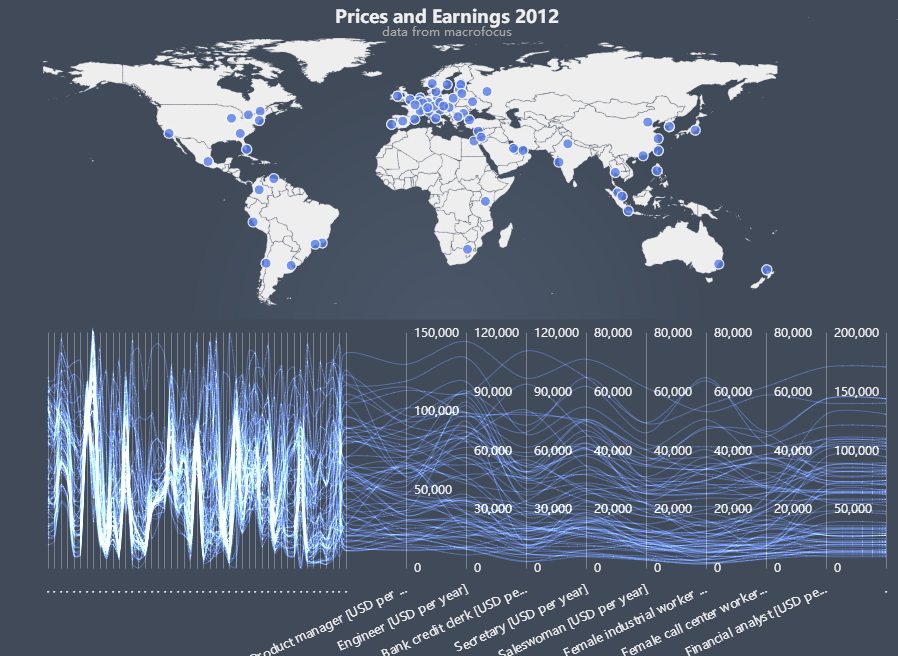 Prices and Earnings 2012
data from macrofocus
150,000 120,000 120,000 80,000 80,000 80,000 80,000 200,000
90,000 90,000 60,000 60,000 60,000 60,000 150,000
100,000
60,000 60,000 40,000 40,000 40,000 40,000 100,000
50,000
30,000 30,000 20,000 20,000 20,000 20,000 50,000
0 0 0 0 0 0 0 0
Product manager [USD per ...
Engineer [USD per year]
Bank credit clerk [USD pe...
Secretary [USD per year]
Saleswoman [USD per year]
Female industrial worker ...
Female call center worker...
Financial analyst [USD pe...